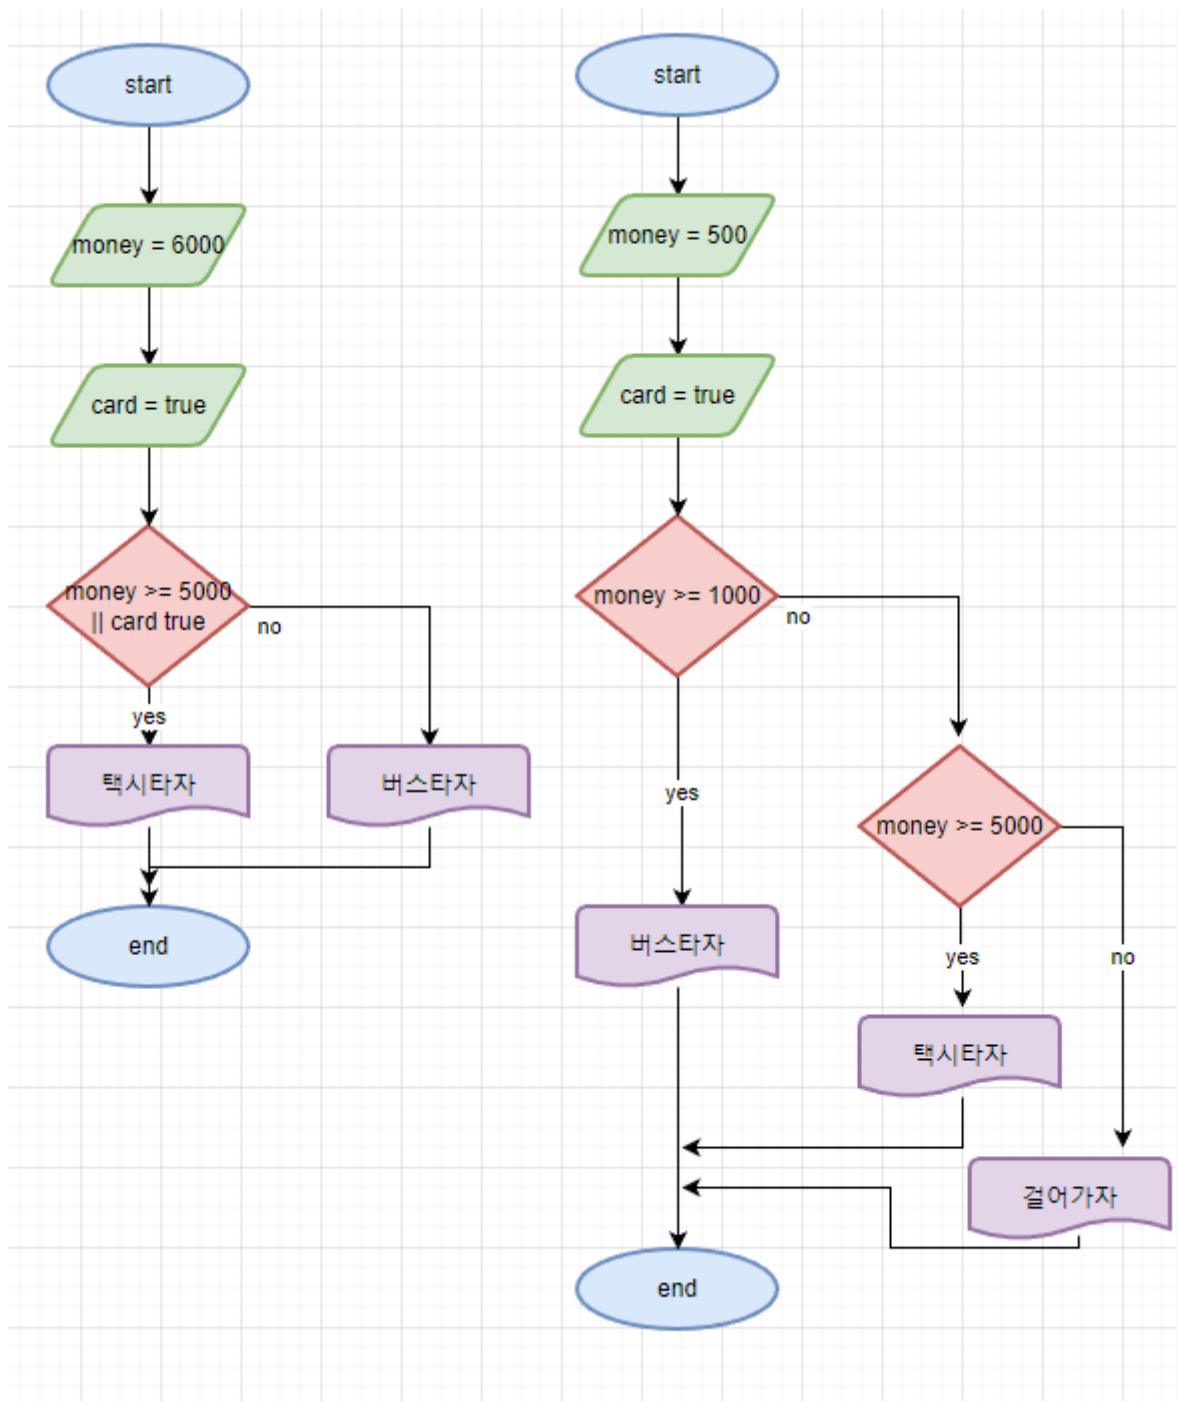 start
money = 6000
card = true
money >= 5000
|| card true
no
yes
택시타자
버스타자
end
start
money = 500
card = true
money >= 1000
no
yes
버스타자
money >= 5000
yes
no
택시타자
걸어가자
end